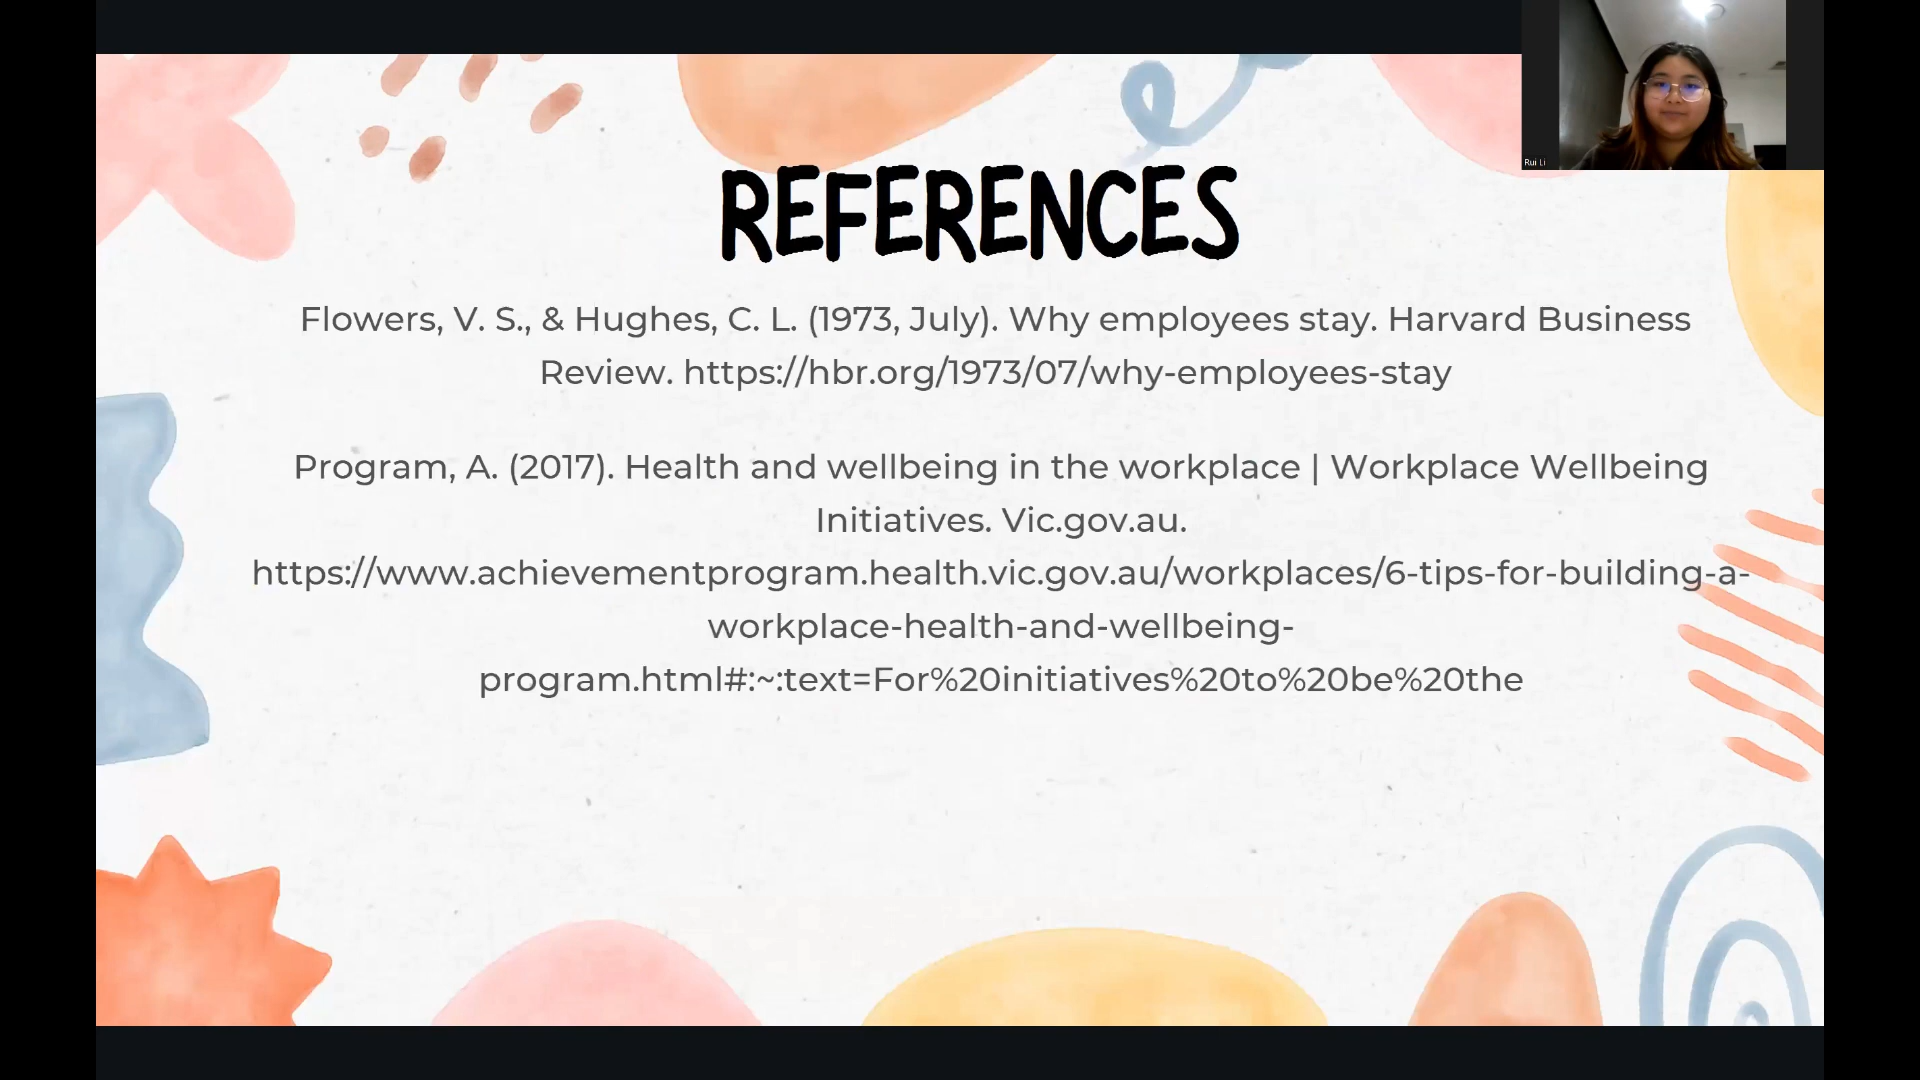 Rui Li
REFERENCES
Flowers, V. S., & Hughes, C. L. (1973, July). Why employees stay. Harvard Business
Review. https://hbr.org/1973/07/why-employees-stay
Program, A. (2017). Health and wellbeing in the workplace | Workplace Wellbeing
Initiatives. Vic.gov.au.
https://www.achievementprogram.health.vic.gov.au/workplaces/6-tips-for-building-a-
workplace-health-and-wellbeing-
program.html#:~:text=For%20initiatives%20to%20be%20the